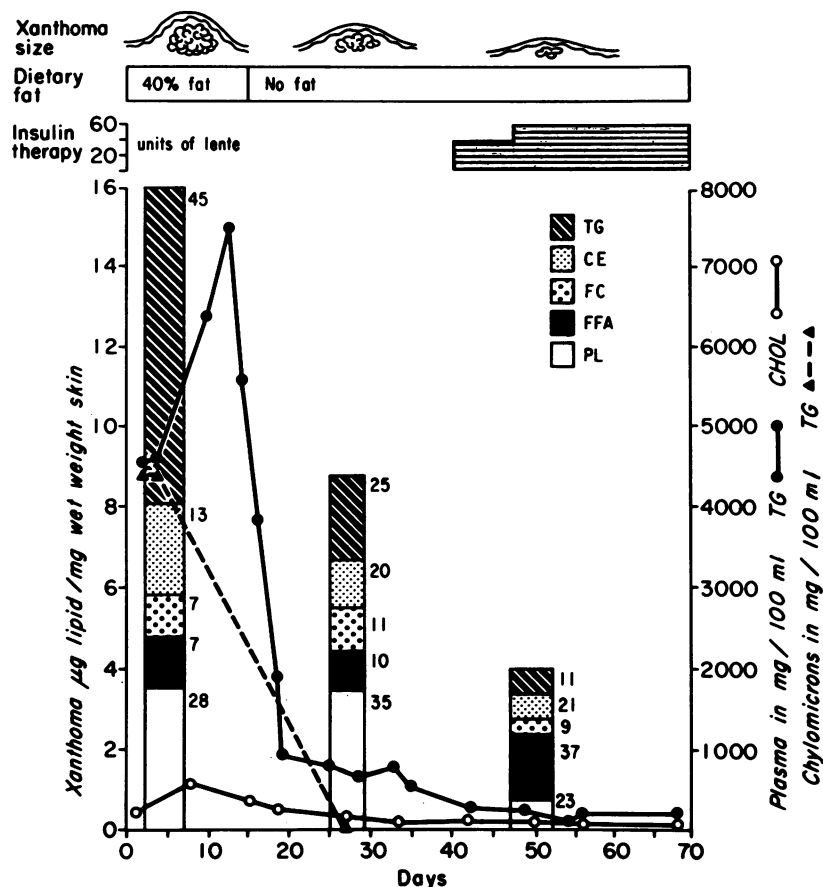 Xanthoma size
Dietary fat
40% fat
No fat
Insulin therapy
60
20
units of lente
16
14
12
10
8
6
4
2
0
Xanthoma µg lipid/mg wet weight skin
45
13
7
7
28
25
20
11
10
35
11
21
9
37
23
TG
CE
FC
FFA
PL
8000
7000
6000
5000
4000
3000
2000
1000
Plasma in mg/100 ml TG CHOL
Chylomicrons in mg/100 ml TG
0 10 20 30 40 50 60 70
Days